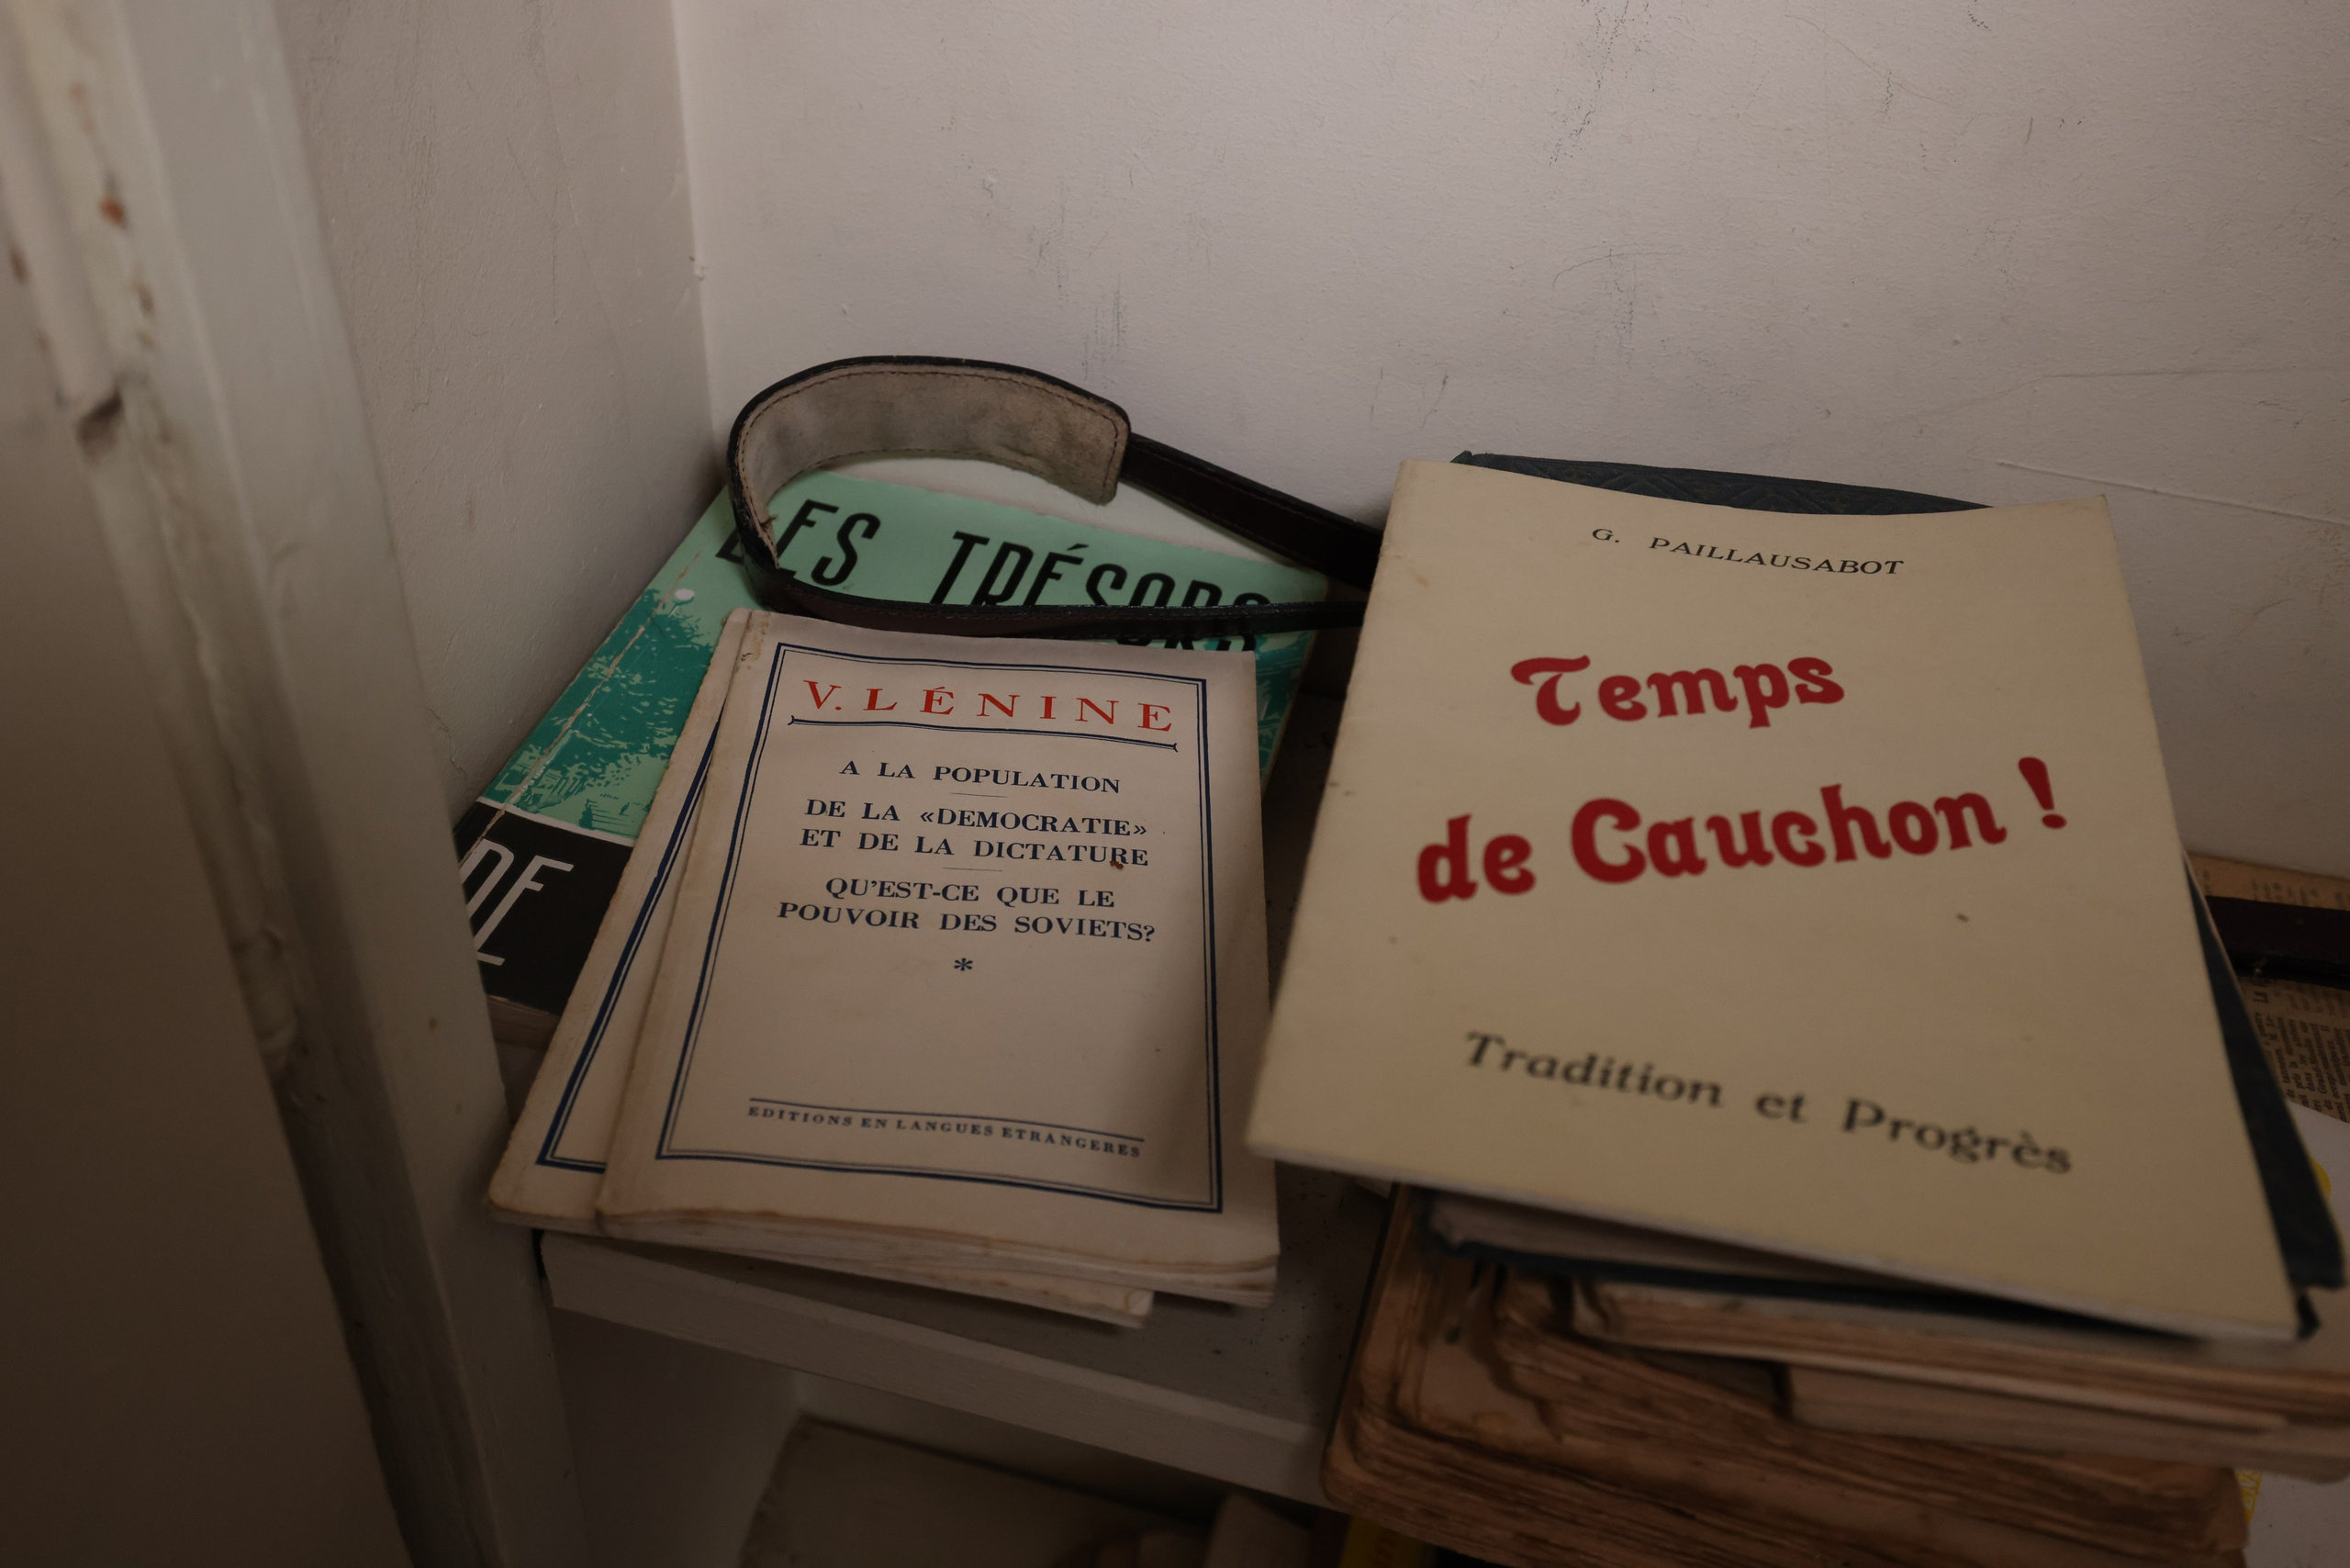 LES TRÉSORS
DE
V. LÉNINE
A LA POPULATION
DE LA «DEMOCRATIE»
ET DE LA DICTATURE
QU'EST-CE QUE LE
POUVOIR DES SOVIETS?
*
EDITIONS EN LANGUES ETRANGERES
G. PAILLAUSABOT
Temps
de Cauchon !
Tradition et Progrès